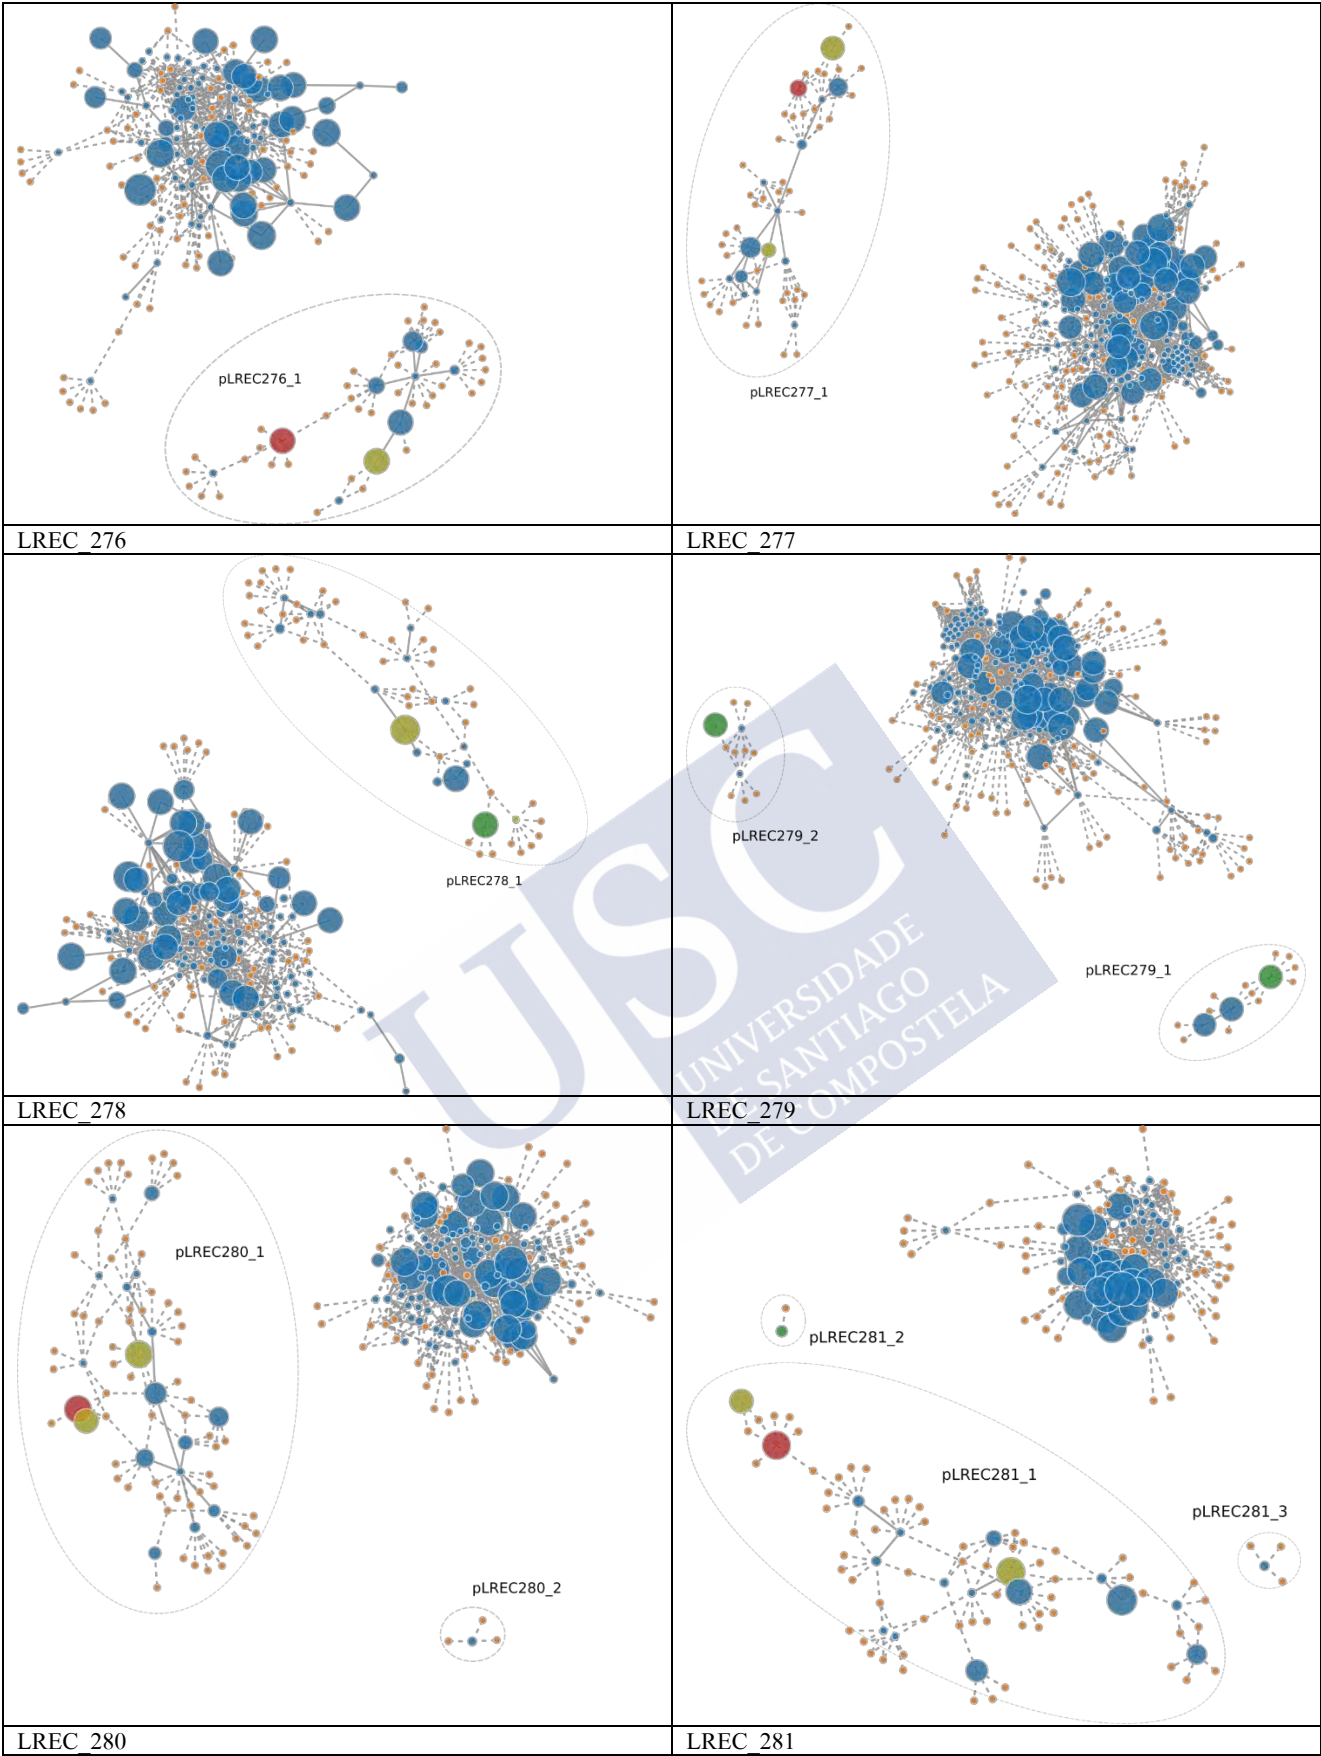 pLREC276_1
pLREC277_1
LREC_276
LREC_277
pLREC278_1
pLREC279_2
pLREC279_1
LREC_278
LREC_279
pLREC280_1
pLREC280_2
pLREC281_2
pLREC281_1
pLREC281_3
LREC_280
LREC_281
USC
UNIVERSIDADE
DE SANTIAGO
DE COMPOSTELA